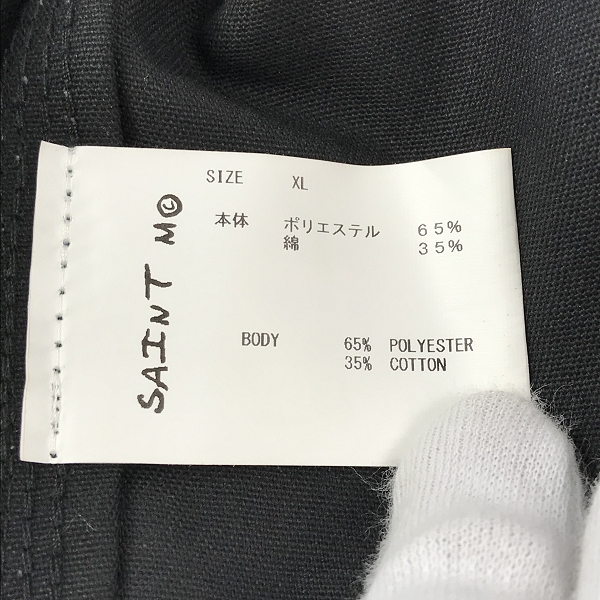 SAINT M©
SIZE XL
本体 ポリエステル 65%
綿 35%
BODY 65% POLYESTER
35% COTTON